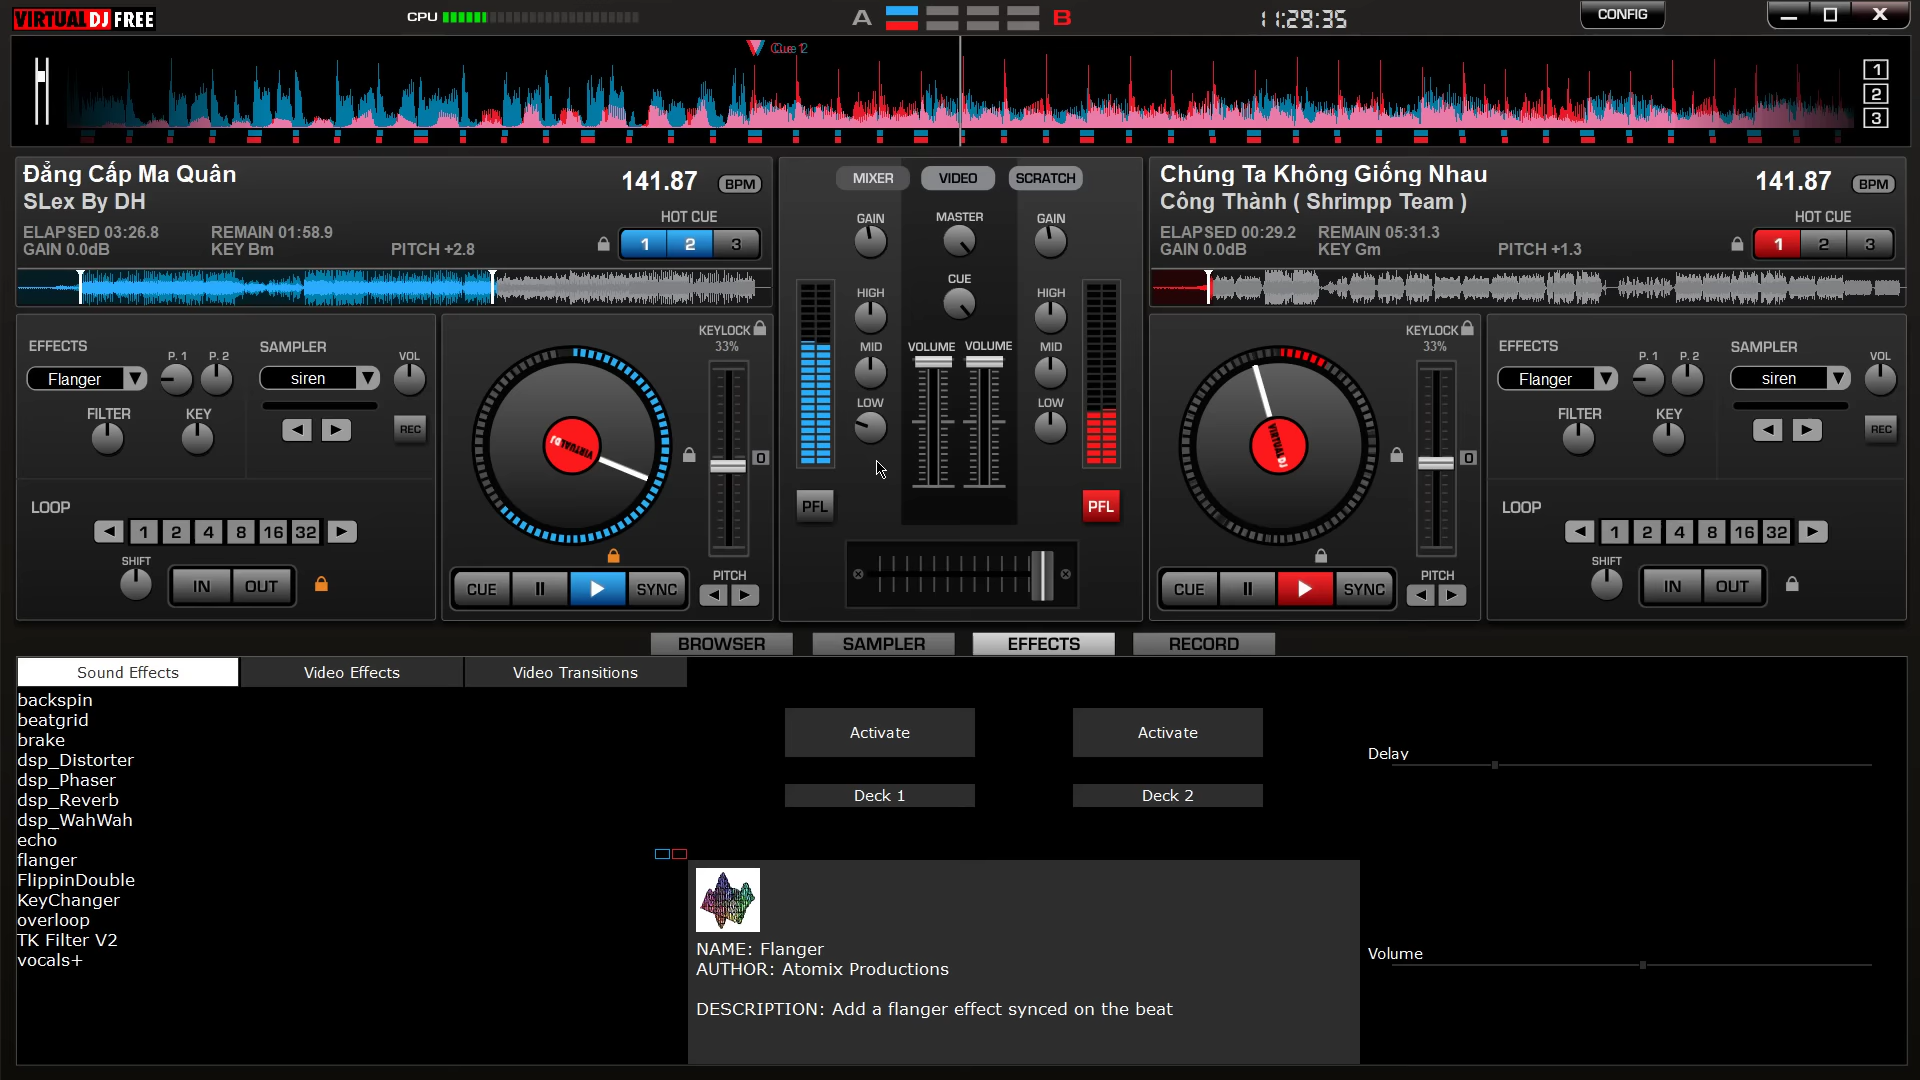 VIRTUAL DJ FREE
CPU
A
B
11:29:35
CONFIG
X
Cue 1
1
2
3
Đẳng Cấp Ma Quân
SLex By DH
141.87 BPM
HOT CUE
ELAPSED 03:26.8 REMAIN 01:58.9
GAIN 0.0dB KEY Bm PITCH +2.8
1 2 3
MIXER VIDEO SCRATCH
GAIN MASTER GAIN
CUE
HIGH HIGH
MID VOLUME VOLUME MID
LOW LOW
PFL PFL
Chúng Ta Không Giống Nhau
Công Thành ( Shrimpp Team )
141.87 BPM
HOT CUE
ELAPSED 00:29.2 REMAIN 05:31.3
GAIN 0.0dB KEY Gm PITCH +1.3
1 2 3
EFFECTS P. 1 P. 2 SAMPLER VOL
Flanger siren
FILTER KEY REC
LOOP
1 2 4 8 16 32
SHIFT
IN OUT
KEYLOCK
33%
VIRTUAL DJ
0
CUE SYNC
PITCH
KEYLOCK
33%
VIRTUAL DJ
0
CUE SYNC
PITCH
EFFECTS P. 1 P. 2 SAMPLER VOL
Flanger siren
FILTER KEY REC
LOOP
1 2 4 8 16 32
SHIFT
IN OUT
BROWSER SAMPLER EFFECTS RECORD
Sound Effects Video Effects Video Transitions
backspin
beatgrid
brake
dsp_Distorter
dsp_Phaser
dsp_Reverb
dsp_WahWah
echo
flanger
FlippinDouble
KeyChanger
overloop
TK Filter V2
vocals+
Activate Activate
Deck 1 Deck 2
Delay
Volume
NAME: Flanger
AUTHOR: Atomix Productions
DESCRIPTION: Add a flanger effect synced on the beat